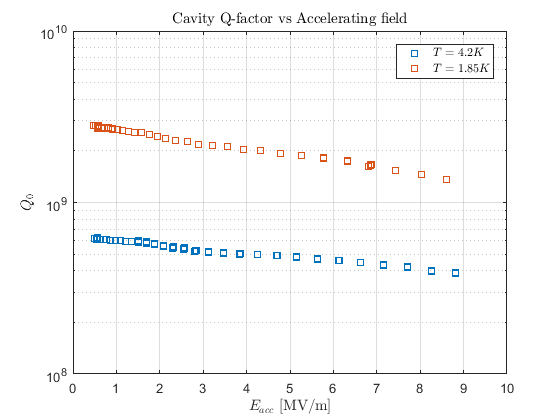 Cavity Q-factor vs Accelerating field
10^10
10^9
10^8
Q_0
T = 4.2K
T = 1.85K
0 1 2 3 4 5 6 7 8 9 10
E_acc [MV/m]